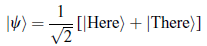 |ψ⟩ = 1/√2 [|Here⟩ + |There⟩]